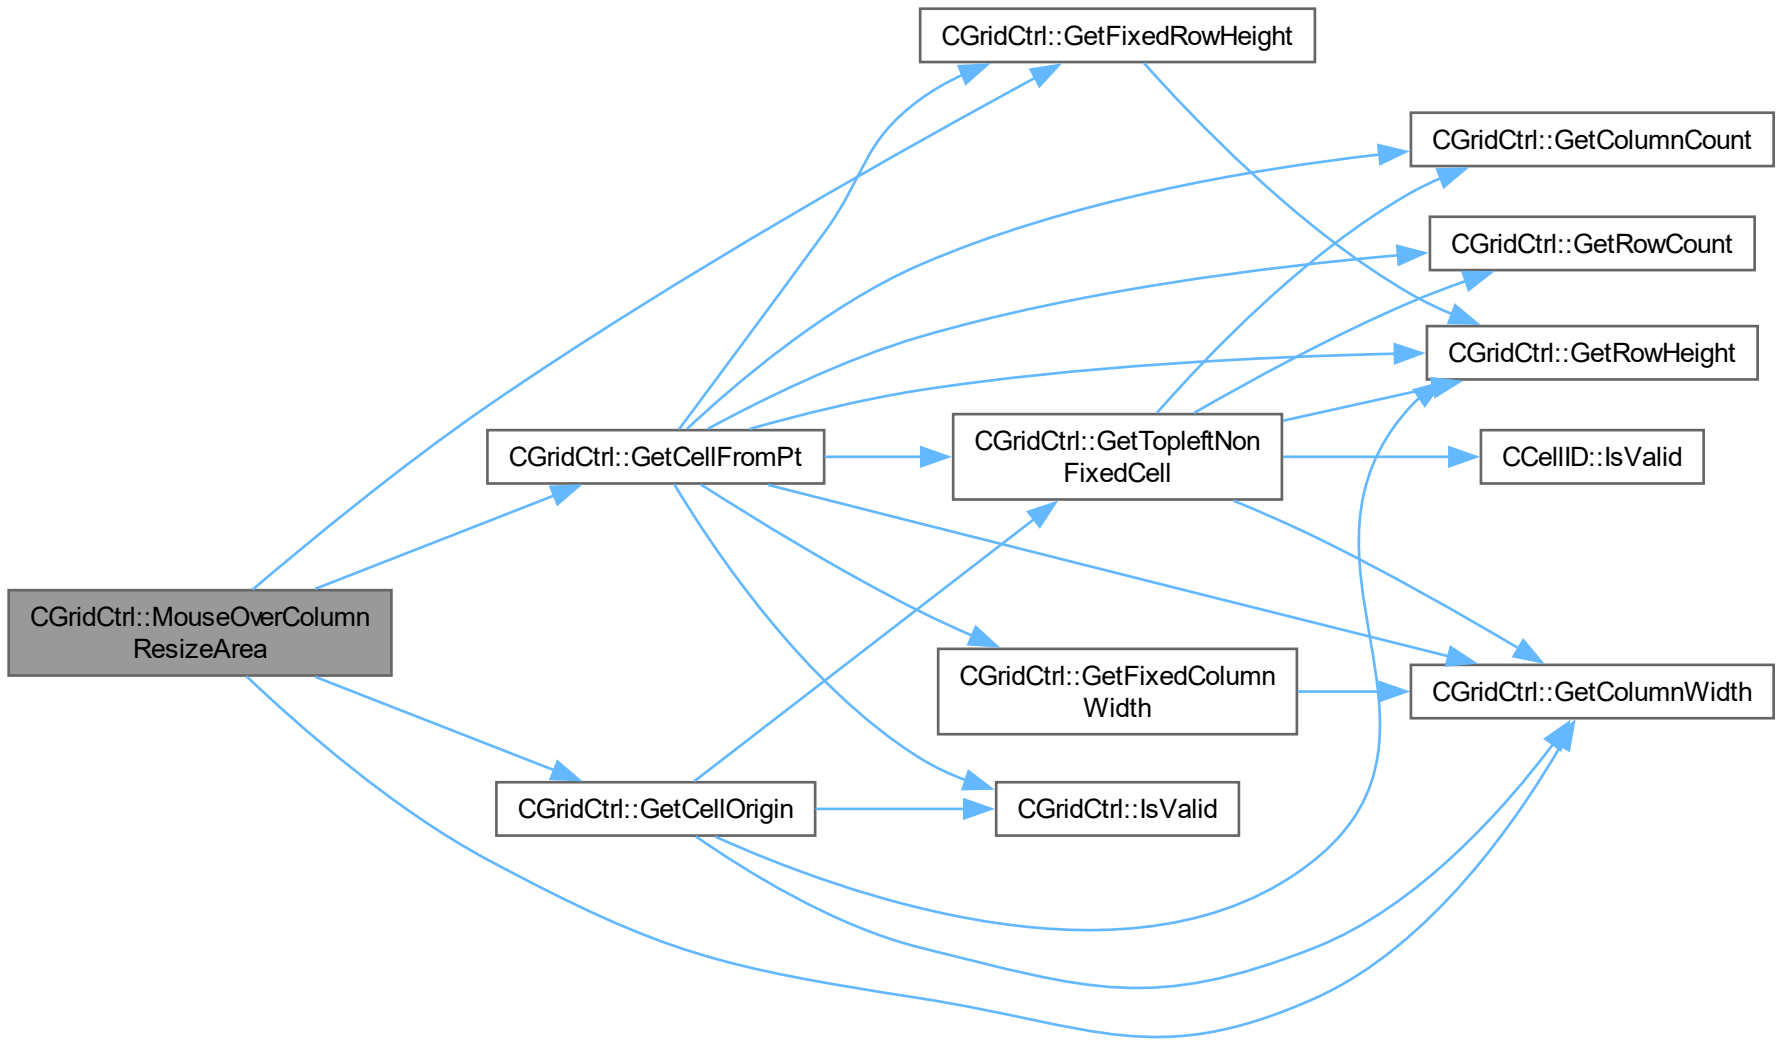 CGridCtrl::GetFixedRowHeight
CGridCtrl::GetColumnCount
CGridCtrl::GetRowCount
CGridCtrl::GetRowHeight
CGridCtrl::GetCellFromPt
CGridCtrl::GetTopleftNon
FixedCell
CCellID::IsValid
CGridCtrl::MouseOverColumn
ResizeArea
CGridCtrl::GetFixedColumn
Width
CGridCtrl::GetColumnWidth
CGridCtrl::GetCellOrigin
CGridCtrl::IsValid